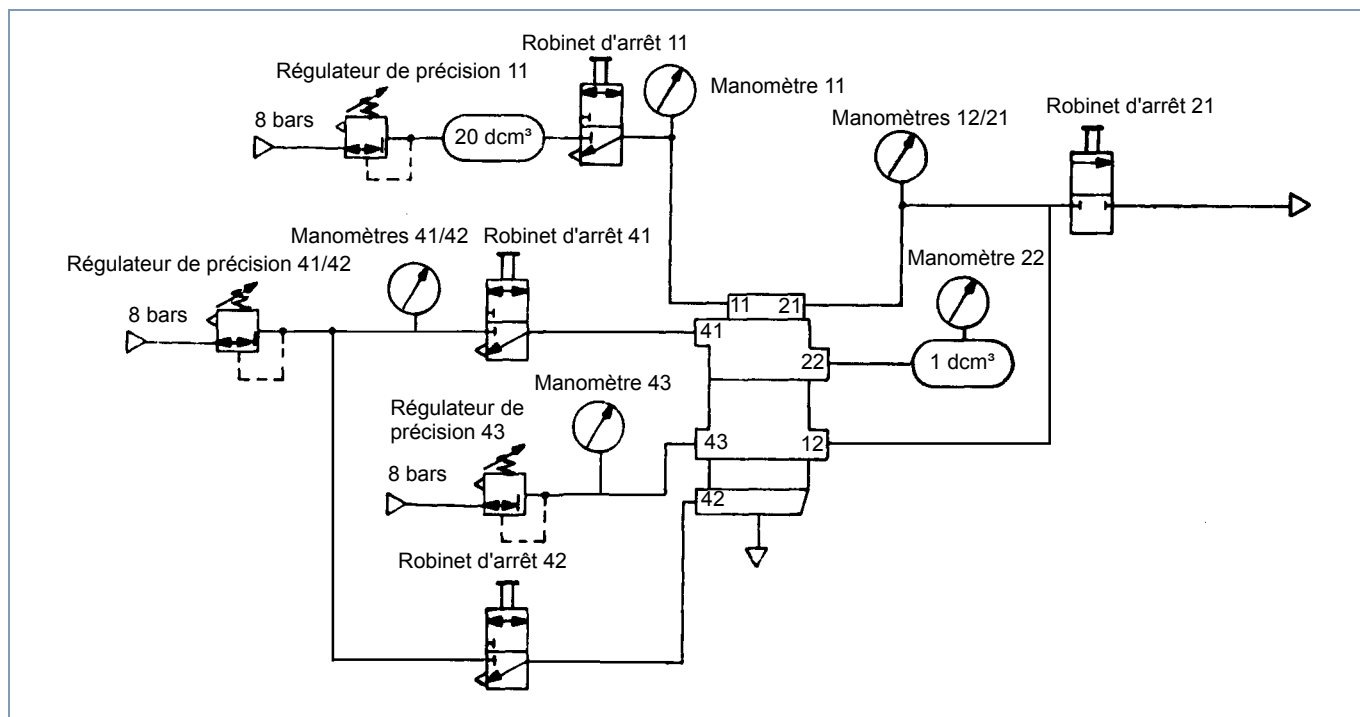 Robinet d'arrêt 11
Régulateur de précision 11
Manomètre 11
Robinet d'arrêt 21
Manomètres 12/21
8 bars
20 dcm³
Manomètres 41/42
Robinet d'arrêt 41
Régulateur de précision 41/42
Manomètre 22
8 bars
11
21
41
22
1 dcm³
Manomètre 43
Régulateur de
précision 43
43
12
8 bars
42
Robinet d'arrêt 42